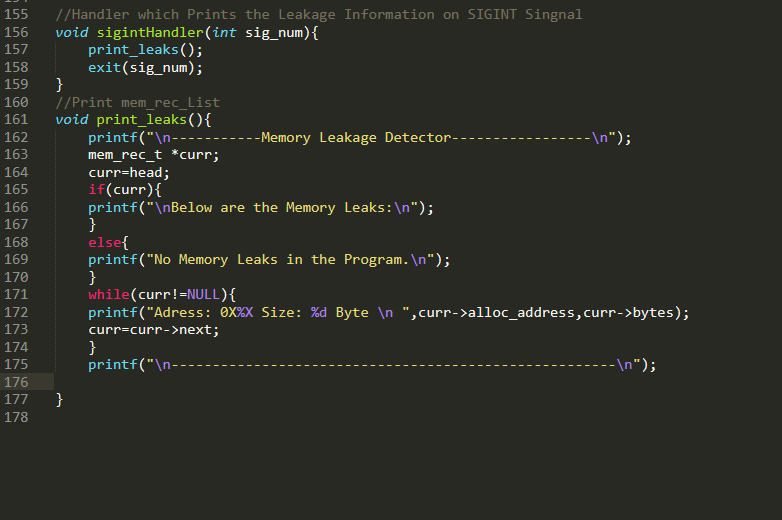 155 //Handler which Prints the Leakage Information on SIGINT Singnal
156 void sigintHandler(int sig_num){
157     print_leaks();
158     exit(sig_num);
159 }
160 //Print mem_rec_List
161 void print_leaks(){
162     printf("\n-----------Memory Leakage Detector-----------------\n");
163     mem_rec_t *curr;
164     curr=head;
165     if(curr){
166     printf("\nBelow are the Memory Leaks:\n");
167     }
168     else{
169     printf("No Memory Leaks in the Program.\n");
170     }
171     while(curr!=NULL){
172     printf("Adress: 0X%X Size: %d Byte \n ",curr->alloc_address,curr->bytes);
173     curr=curr->next;
174     }
175     printf("\n------------------------------------------------------\n");
176
177 }
178